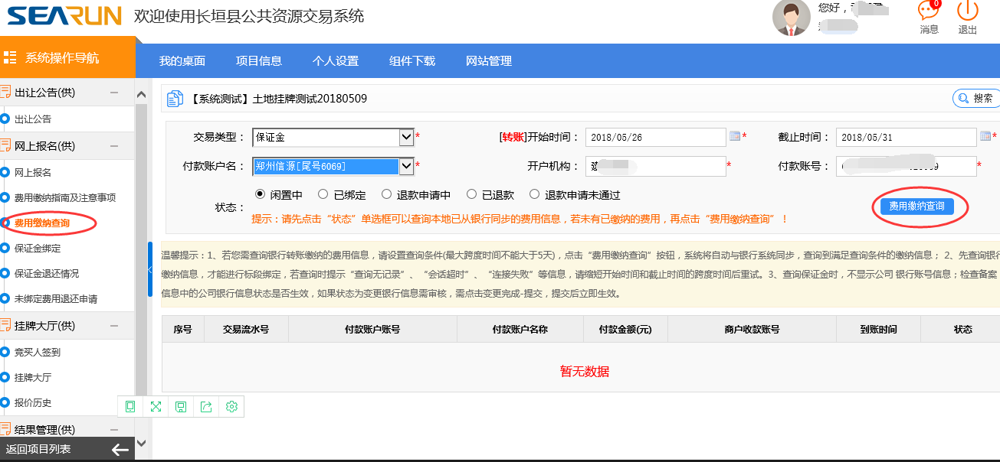 SEARUN 欢迎使用长垣县公共资源交易系统
您好，
0
消息 退出
系统操作导航
我的桌面 项目信息 个人设置 组件下载 网站管理
出让公告(供)
出让公告
网上报名(供)
网上报名
费用缴纳指南及注意事项
费用缴纳查询
保证金绑定
保证金退还情况
未绑定费用退还申请
挂牌大厅(供)
竞买人签到
挂牌大厅
报价历史
结果管理(供)
返回项目列表
【系统测试】土地挂牌测试20180509 搜索
交易类型： 保证金 * [转账]开始时间： 2018/05/26 * 截止时间： 2018/05/31 *
付款账户名： 郑州信源[尾号6069] * 开户机构： 建 * 付款账号： *
状态： 闲置中 已绑定 退款申请中 已退款 退款申请未通过
提示：请先点击“状态”单选框可以查询本地已从银行同步的费用信息，若未有已缴纳的费用，再点击“费用缴纳查询”！
费用缴纳查询
温馨提示：1、若您需查询银行转账缴纳的费用信息，请设置查询条件(最大跨度时间不能大于5天)，点击“费用缴纳查询”按钮，系统将自动与银行系统同步，查询到满足查询条件的缴纳信息； 2、先查询银行
缴纳信息，才能进行标段绑定，若查询时提示“查询无记录”、“会话超时”、“连接失败”等信息，请缩短开始时间和截止时间的跨度时间后重试。3、查询保证金时，不显示公司 银行账号信息；检查备案
信息中的公司银行信息状态是否生效，如果状态为变更银行信息需审核，需点击变更完成-提交，提交后立即生效。
序号 交易流水号 付款账户账号 付款账户名称 付款金额(元) 商户收款账号 到账时间 状态
暂无数据